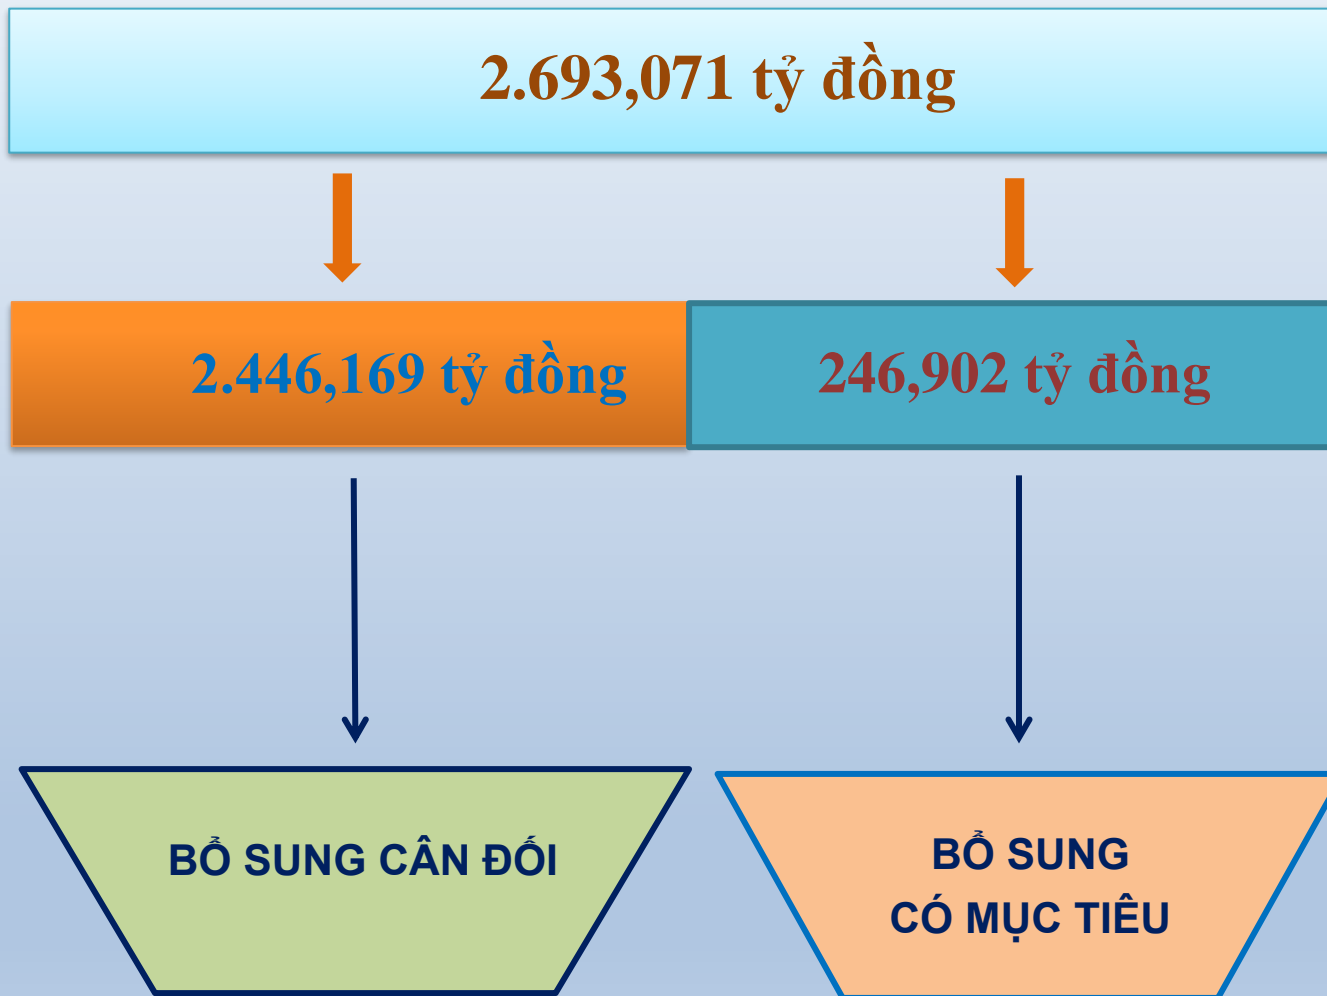 2.693,071 tỷ đồng
2.446,169 tỷ đồng
246,902 tỷ đồng
BỔ SUNG CÂN ĐỐI
BỔ SUNG
CÓ MỤC TIÊU